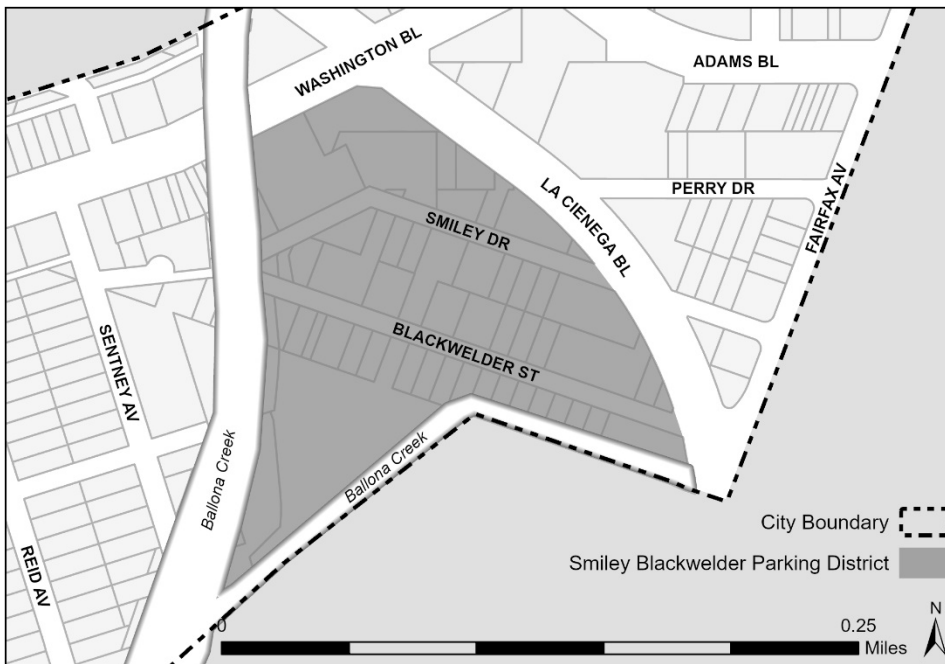 WASHINGTON BL
ADAMS BL
LA CIENEGA BL
PERRY DR
FAIRFAX AV
SMILEY DR
BLACKWELDER ST
SENTNEY AV
Ballona Creek
Ballona Creek
REID AV
City Boundary
Smiley Blackwelder Parking District
0 0.25
Miles
N